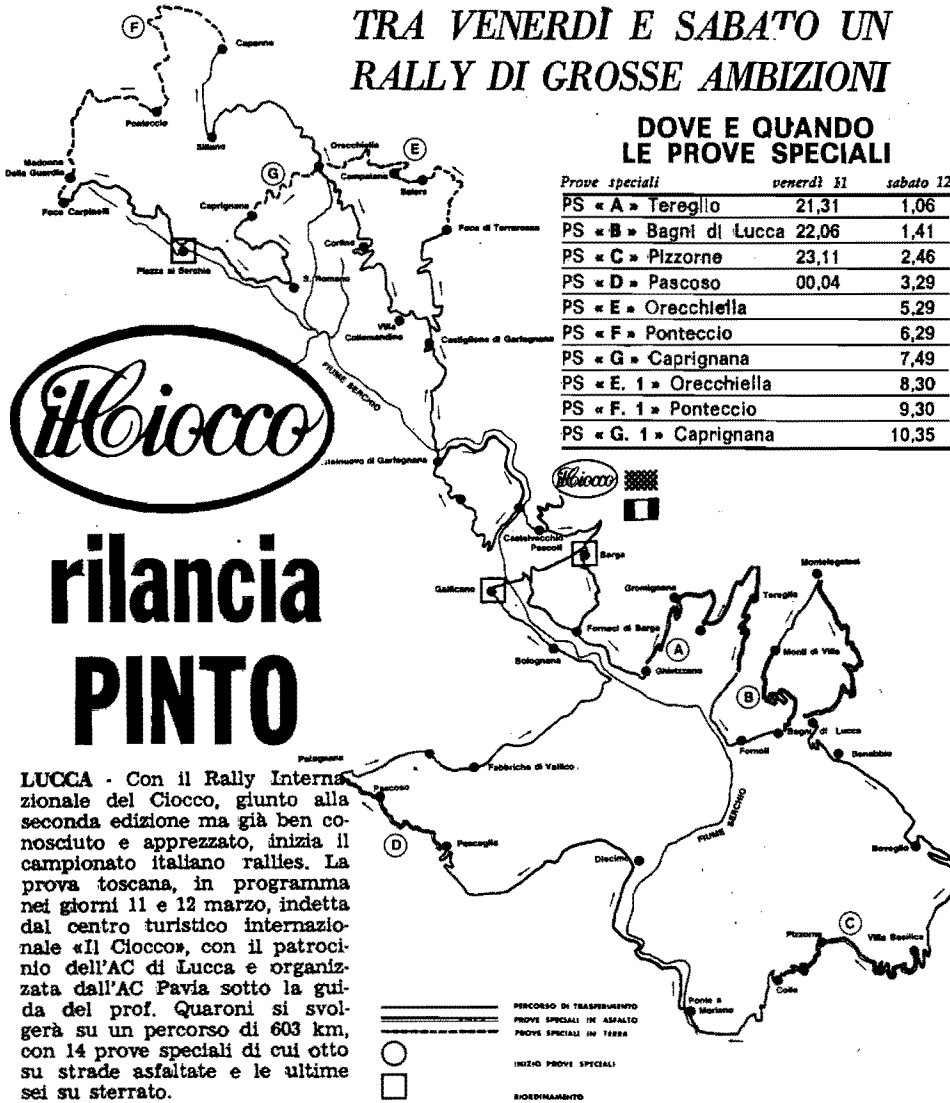 TRA VENERDÌ E SABATO UN
RALLY DI GROSSE AMBIZIONI
DOVE E QUANDO
LE PROVE SPECIALI
Prove speciali venerdì 11 sabato 12
PS « A » Tereglio 21,31 1,06
PS « B » Bagni di Lucca 22,06 1,41
PS « C » Pizzorne 23,11 2,46
PS « D » Pascoso 00,04 3,29
PS « E » Orecchiella 5,29
PS « F » Ponteccio 6,29
PS « G » Caprignana 7,49
PS « E. 1 » Orecchiella 8,30
PS « F. 1 » Ponteccio 9,30
PS « G. 1 » Caprignana 10,35
F
Capanne
Ponteccio
Sillano
Madonna
Della Guardia
Foce Carpinelli
G
Orecchiella
E
Campaiana
Caprignana
Corfino
Foce di Terrarossa
Piazza al Serchio
S. Romano
Villa
Collemandina
Castiglione di Garfagnana
FIUME SERCHIO
il Ciocco
telnuovo di Garfagnana
il Ciocco
Castelvecchio
Pascoli
Barga
Gallicano
Gromignana
Tereglio
Montefegatesi
Fornaci di Barga
A
Ghivizzano
Monti di Villa
Bolognana
B
Bagni di Lucca
Fornoli
Benabbio
Palagnana
Fabbriche di Vallico
Pascoso
D
Pescaglia
FIUME SERCHIO
Diecimo
Boveglio
C
Pizzorne
Villa Basilica
Colle
Ponte a
Moriano
rilancia
PINTO
LUCCA - Con il Rally Interna-
zionale del Ciocco, giunto alla
seconda edizione ma già ben co-
nosciuto e apprezzato, inizia il
campionato italiano rallies. La
prova toscana, in programma
nei giorni 11 e 12 marzo, indetta
dal centro turistico internazio-
nale «Il Ciocco», con il patroci-
nio dell'AC di Lucca e organiz-
zata dall'AC Pavia sotto la gui-
da del prof. Quaroni si svol-
gerà su un percorso di 603 km,
con 14 prove speciali di cui otto
su strade asfaltate e le ultime
sei su sterrato.
PERCORSO DI TRASFERIMENTO
PROVE SPECIALI IN ASFALTO
PROVE SPECIALI IN TERRA
INIZIO PROVE SPECIALI
RIORDINAMENTO